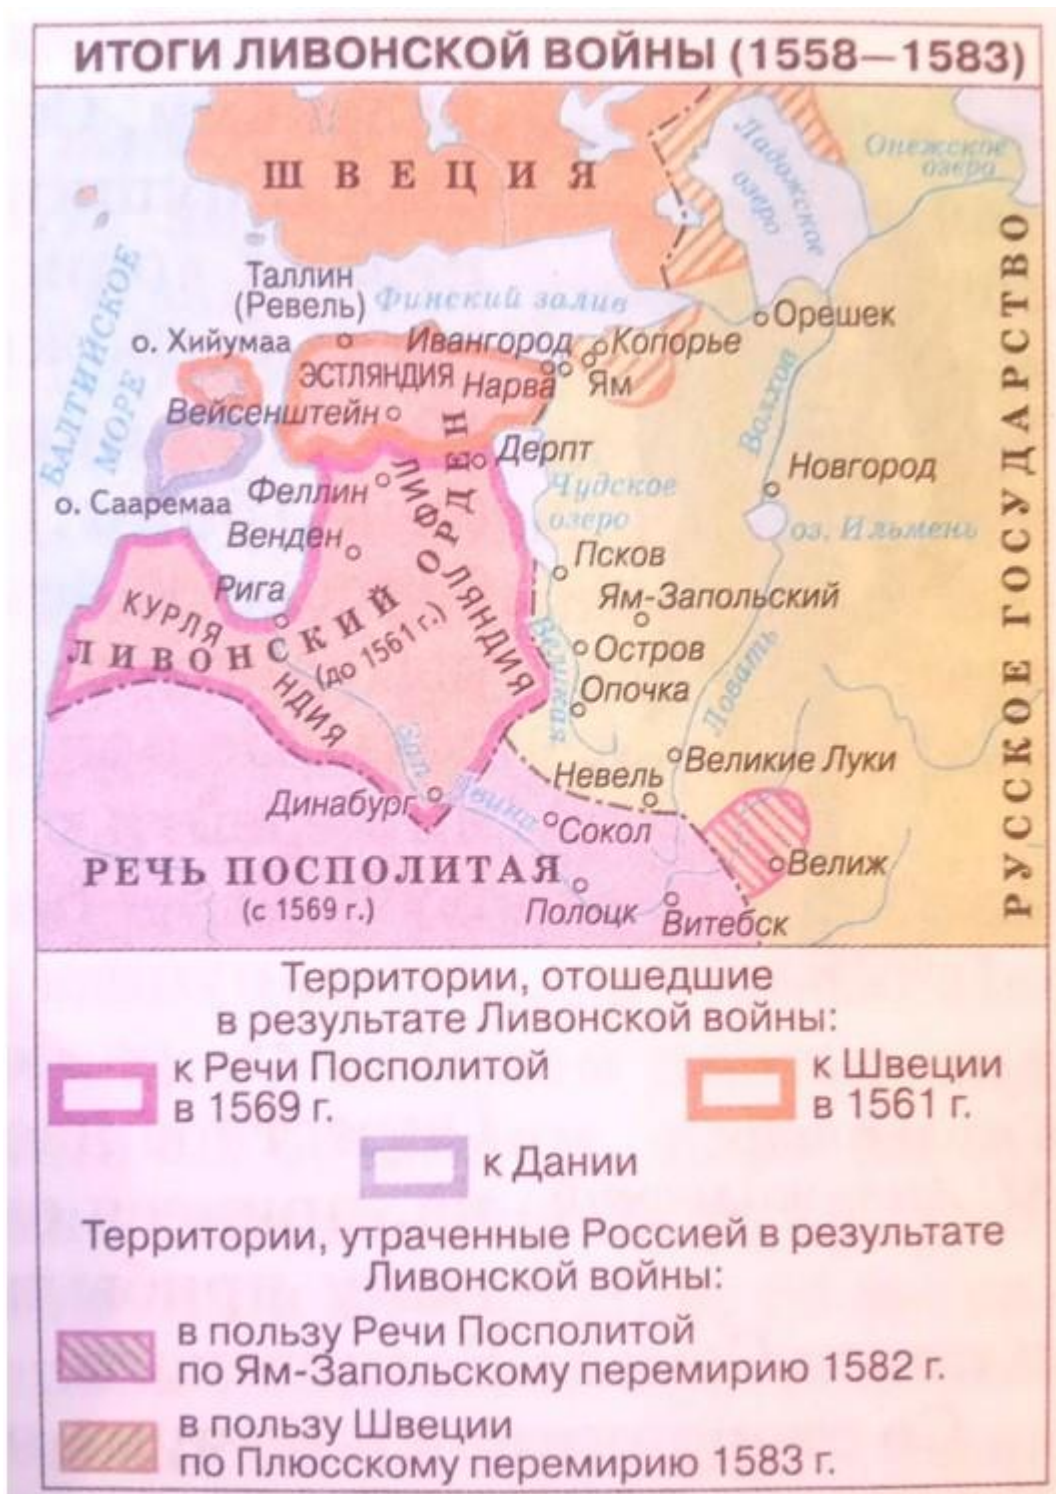 ИТОГИ ЛИВОНСКОЙ ВОЙНЫ (1558—1583)
ШВЕЦИЯ
Ладожское
озеро
Онежское
озеро
БАЛТИЙСКОЕ
МОРЕ
Таллин
(Ревель)
Финский залив
о. Хийумаа
Ивангород
Копорье
Орешек
ЭСТЛЯНДИЯ
Нарва
Ям
Вейсенштейн
Волхов
РУССКОЕ ГОСУДАРСТВО
Дерпт
Новгород
о. Сааремаа
Феллин
Чудское
озеро
оз. Ильмень
Венден
Псков
Рига
Ям-Запольский
КУРЛЯНДИЯ
ЛИВОНСКИЙ ОРДЕН
(до 1561 г.)
ЛИФЛЯНДИЯ
Великая
Остров
Опочка
Ловать
Зап. Двина
Невель
Великие Луки
Динабург
Сокол
Велиж
РЕЧЬ ПОСПОЛИТАЯ
(с 1569 г.)
Полоцк
Витебск
Территории, отошедшие
в результате Ливонской войны:
к Речи Посполитой
в 1569 г.
к Швеции
в 1561 г.
к Дании
Территории, утраченные Россией в результате
Ливонской войны:
в пользу Речи Посполитой
по Ям-Запольскому перемирию 1582 г.
в пользу Швеции
по Плюсскому перемирию 1583 г.